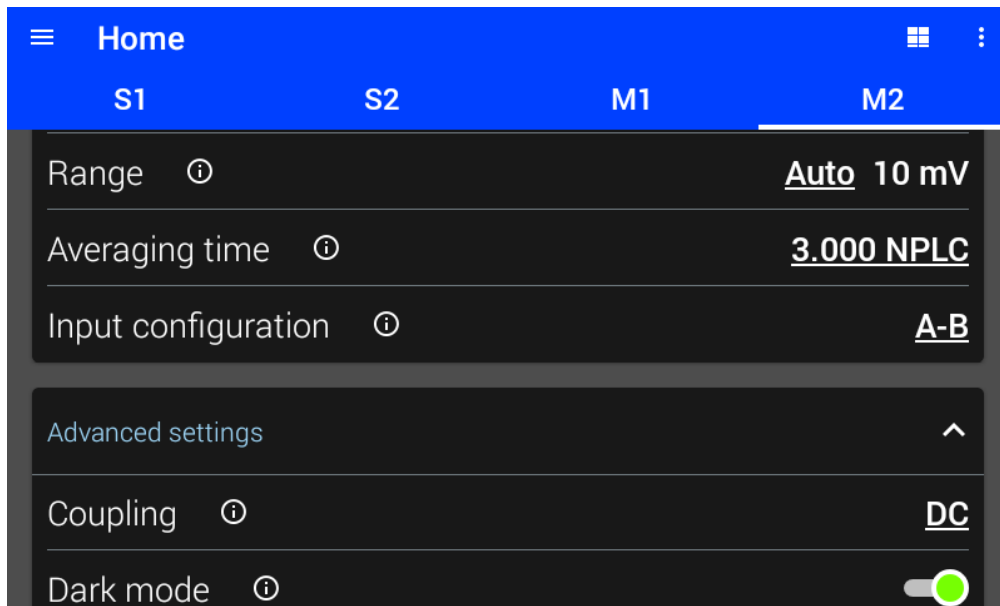 Home
S1 S2 M1 M2
Range Auto 10 mV
Averaging time 3.000 NPLC
Input configuration A-B
Advanced settings
Coupling DC
Dark mode